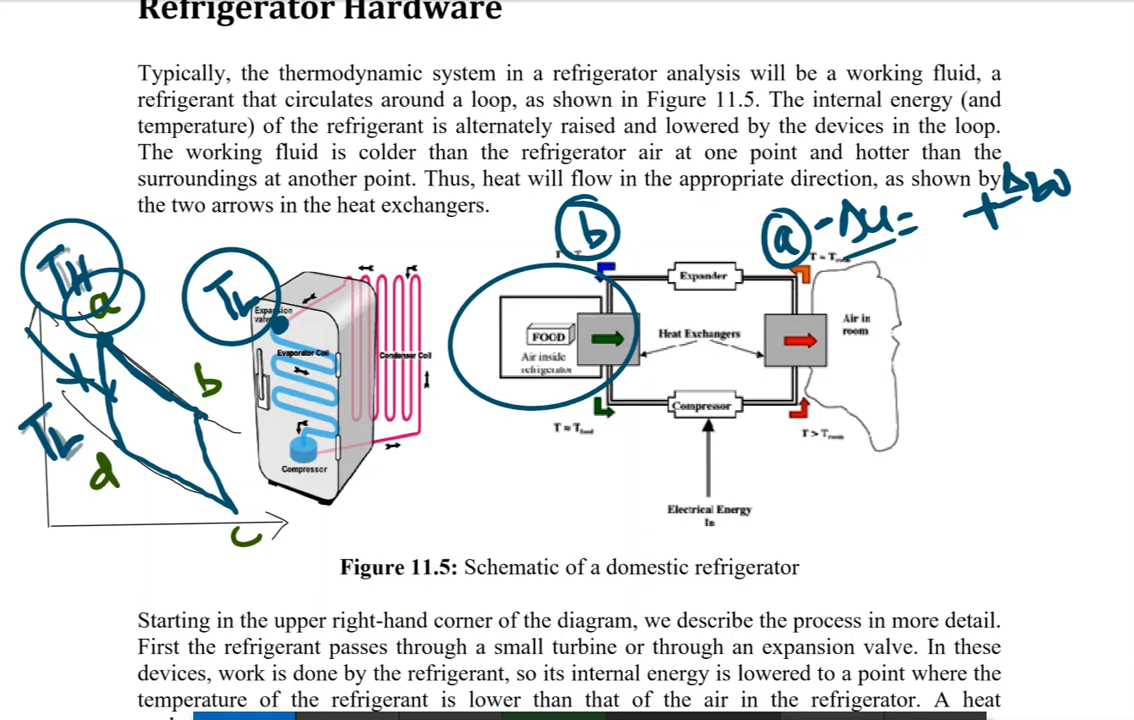 Refrigerator Hardware
Typically, the thermodynamic system in a refrigerator analysis will be a working fluid, a
refrigerant that circulates around a loop, as shown in Figure 11.5. The internal energy (and
temperature) of the refrigerant is alternately raised and lowered by the devices in the loop.
The working fluid is colder than the refrigerator air at one point and hotter than the
surroundings at another point. Thus, heat will flow in the appropriate direction, as shown by
the two arrows in the heat exchangers.
b
a
-Δu = +Δw
TH
a
TL
b
TL
d
c
Expansion
valve
Evaporator Coil
Condenser Coil
Compressor
Expander
FOOD
Air inside
refrigerator
Heat Exchangers
Air in
room
Compressor
T ≈ Tfood
T > Troom
Electrical Energy
In
Figure 11.5: Schematic of a domestic refrigerator
Starting in the upper right-hand corner of the diagram, we describe the process in more detail.
First the refrigerant passes through a small turbine or through an expansion valve. In these
devices, work is done by the refrigerant, so its internal energy is lowered to a point where the
temperature of the refrigerant is lower than that of the air in the refrigerator. A heat